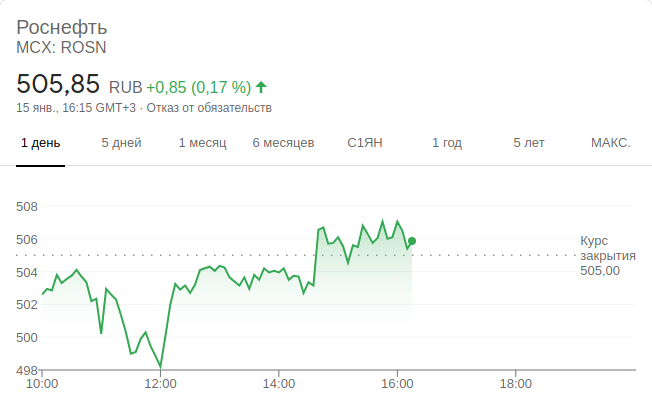 Роснефть
MCX: ROSN
505,85 RUB +0,85 (0,17 %)
15 янв., 16:15 GMT+3 · Отказ от обязательств
1 день 5 дней 1 месяц 6 месяцев С1ЯН 1 год 5 лет МАКС.
508
506
504
502
500
498
Курс
закрытия
505,00
10:00 12:00 14:00 16:00 18:00